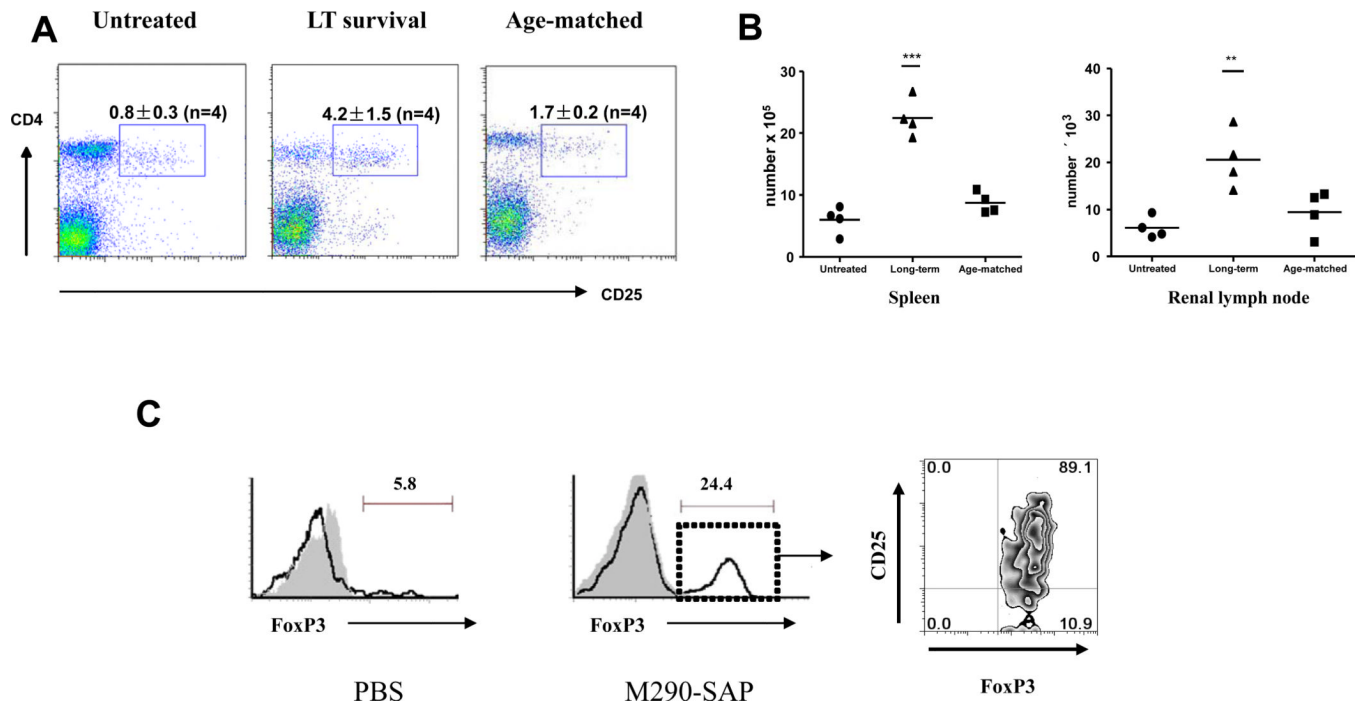 A
Untreated
LT survival
Age-matched
CD4
0.8±0.3 (n=4)
4.2±1.5 (n=4)
1.7±0.2 (n=4)
CD25
B
***
number x10⁵
30
20
10
0
Untreated
Long-term
Age-matched
Spleen
**
number ´ 10³
40
30
20
10
0
Untreated
Long-term
Age-matched
Renal lymph node
C
5.8
FoxP3
PBS
24.4
FoxP3
M290-SAP
0.0
89.1
CD25
0.0
10.9
FoxP3